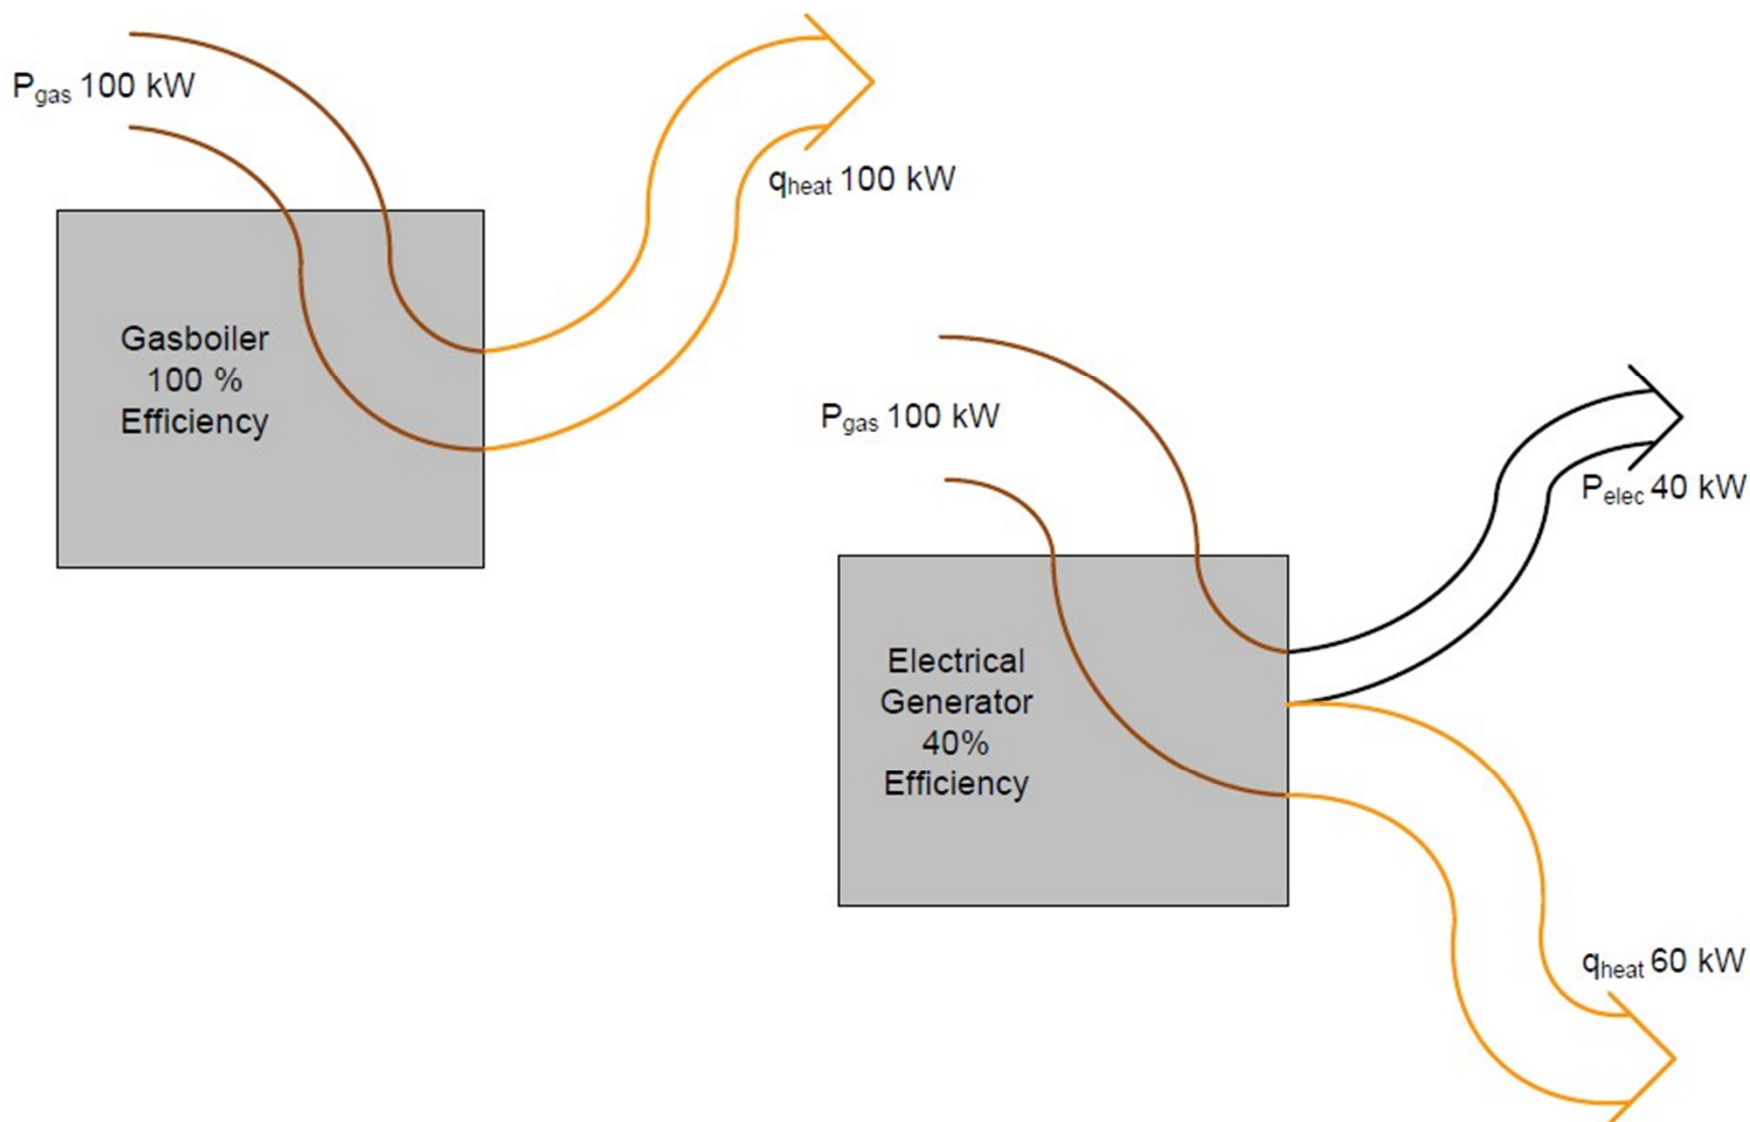 Pgas 100 kW
qheat 100 kW
Gasboiler
100 %
Efficiency
Pgas 100 kW
Pelec 40 kW
Electrical
Generator
40%
Efficiency
qheat 60 kW